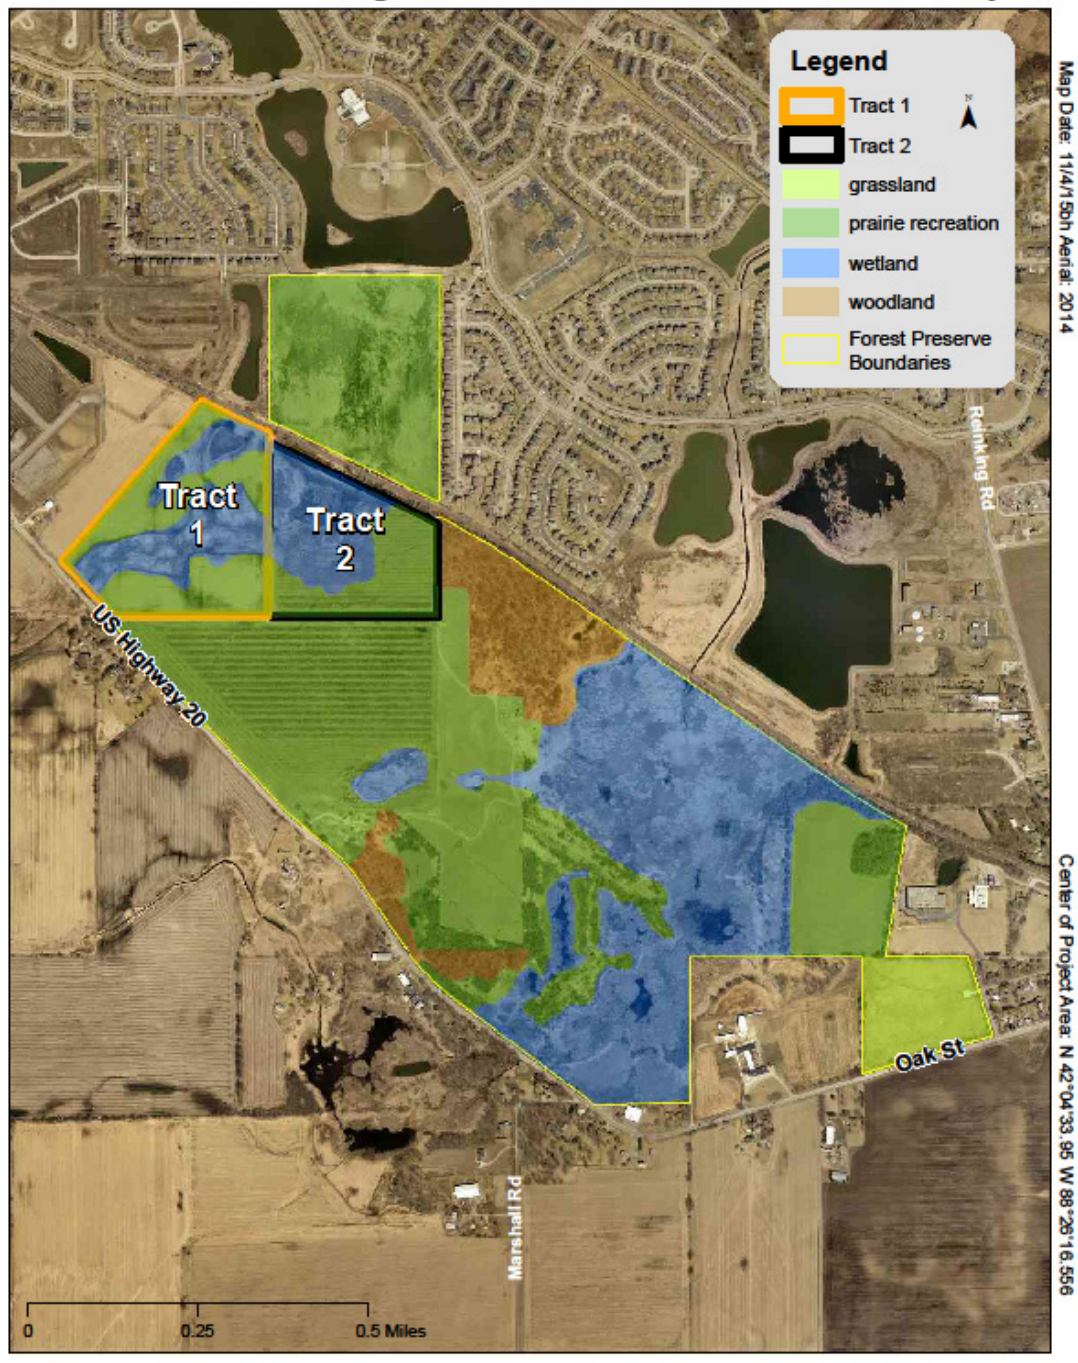 Legend
N
Tract 1
Tract 2
grassland
prairie recreation
wetland
woodland
Forest Preserve
Boundaries
Map Date: 11/4/15bh Aerial: 2014
Reinking Rd
Tract
1
Tract
2
US Highway 20
Center of Project Area: N 42°04'33.95 W 88°26'16.556
Oak St
Marshall Rd
0 0.25 0.5 Miles